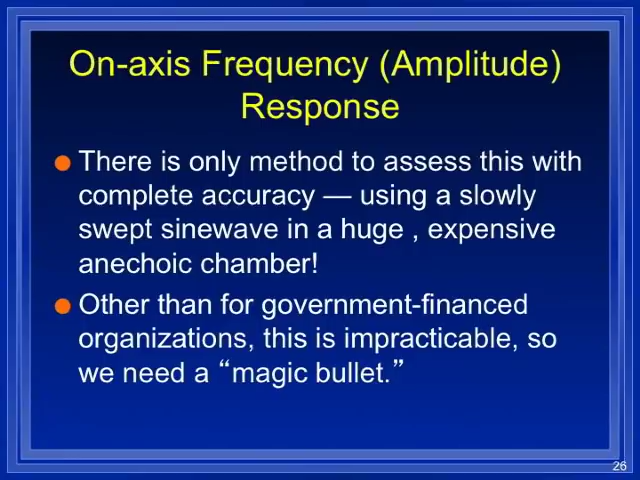 On-axis Frequency (Amplitude)
Response
There is only method to assess this with
complete accuracy — using a slowly
swept sinewave in a huge , expensive
anechoic chamber!
Other than for government-financed
organizations, this is impracticable, so
we need a “magic bullet.”
26